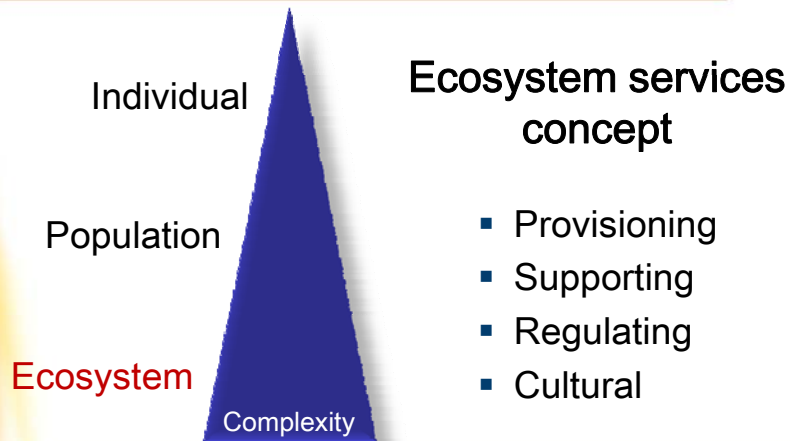 Individual
Population
Ecosystem
Complexity
Ecosystem services
concept
▪ Provisioning
▪ Supporting
▪ Regulating
▪ Cultural